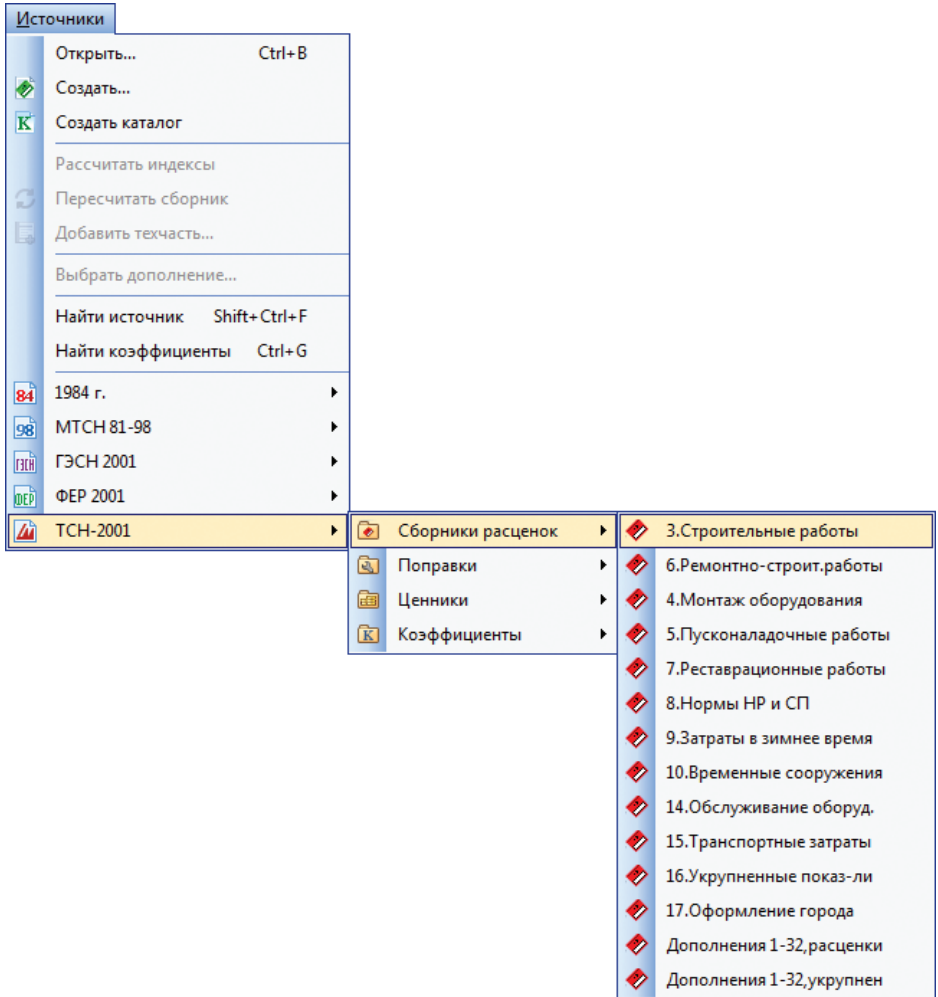 Источники
Открыть... Ctrl+B
Создать...
K Создать каталог
Рассчитать индексы
Пересчитать сборник
Добавить техчасть...
Выбрать дополнение...
Найти источник Shift+Ctrl+F
Найти коэффициенты Ctrl+G
84 1984 г.
98 МТСН 81-98
ГЭСН ГЭСН 2001
ФЕР ФЕР 2001
ТСН-2001
Сборники расценок
Поправки
Ценники
K Коэффициенты
3.Строительные работы
6.Ремонтно-строит.работы
4.Монтаж оборудования
5.Пусконаладочные работы
7.Реставрационные работы
8.Нормы НР и СП
9.Затраты в зимнее время
10.Временные сооружения
14.Обслуживание оборуд.
15.Транспортные затраты
16.Укрупненные показ-ли
17.Оформление города
Дополнения 1-32,расценки
Дополнения 1-32,укрупнен